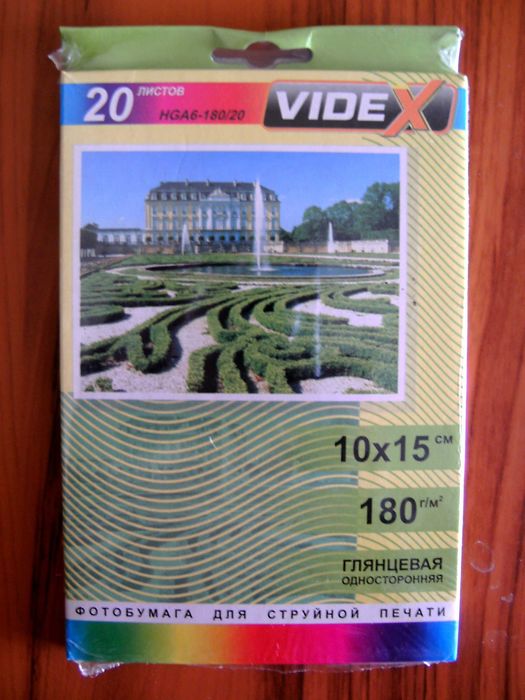 20 ЛИСТОВ
HGA6-180/20
VIDEX
10x15 см
180 г/м²
ГЛЯНЦЕВАЯ
ОДНОСТОРОННЯЯ
ФОТОБУМАГА ДЛЯ СТРУЙНОЙ ПЕЧАТИ